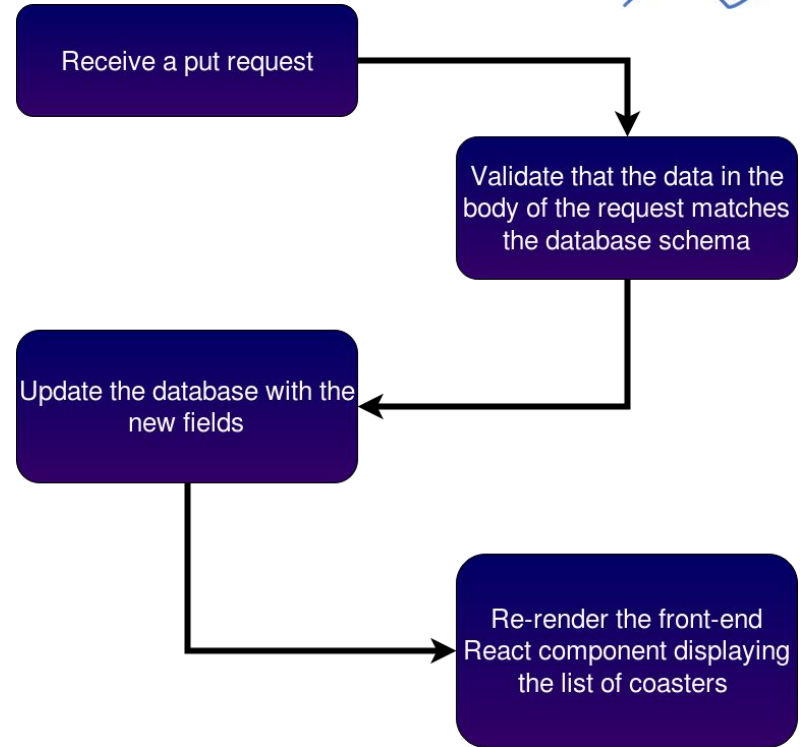 Receive a put request
Validate that the data in the
body of the request matches
the database schema
Update the database with the
new fields
Re-render the front-end
React component displaying
the list of coasters